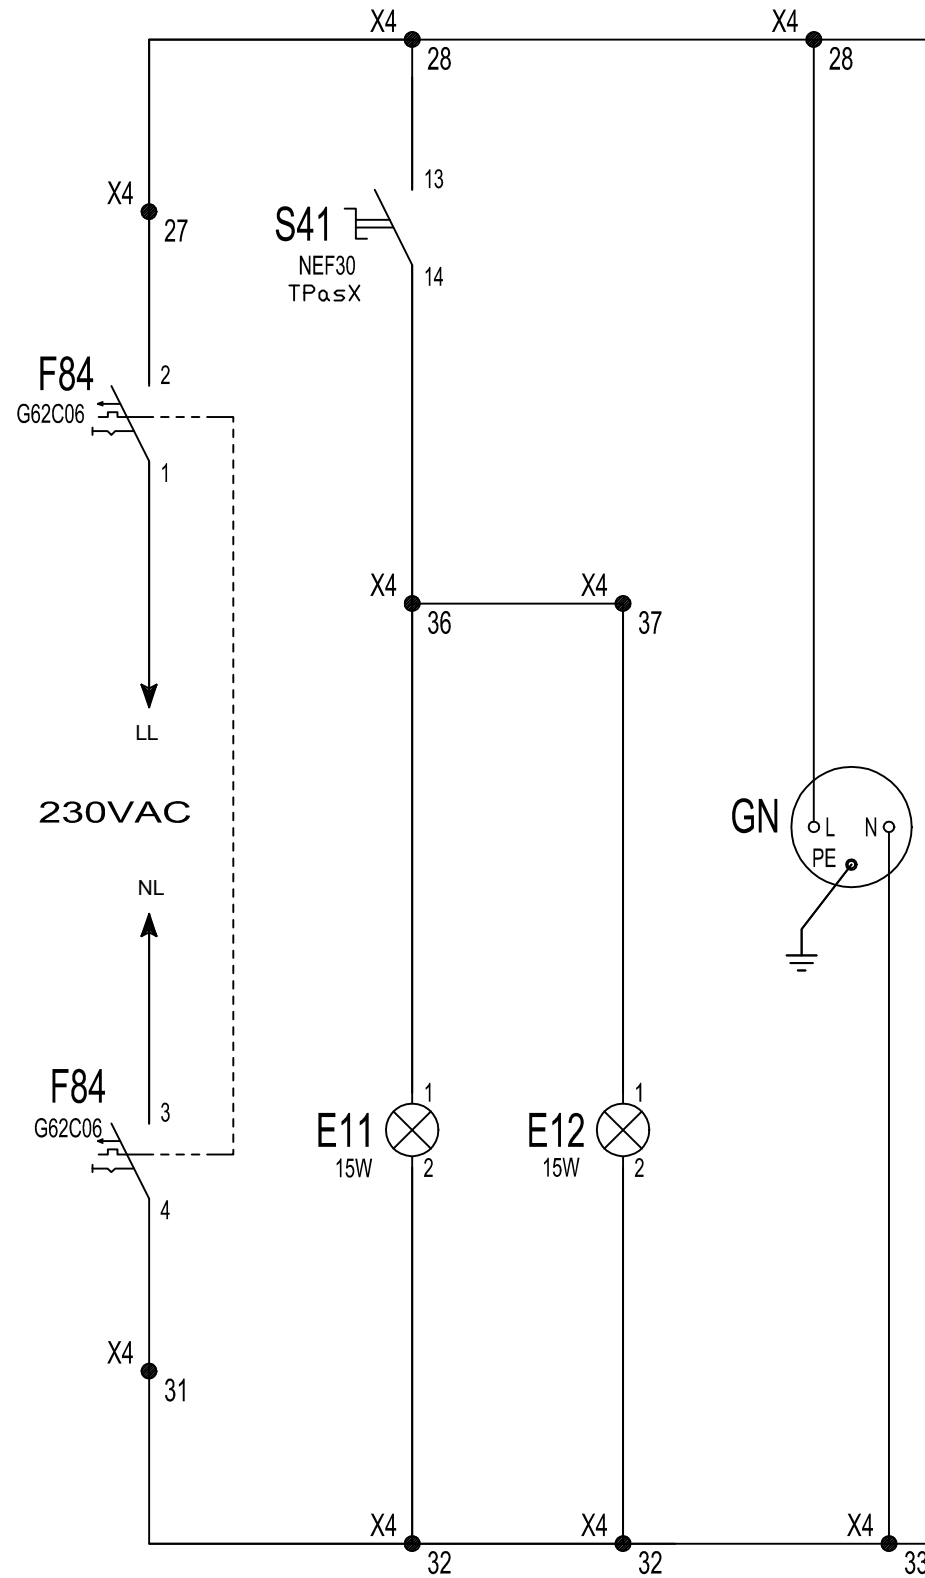 X4
28
X4
28
X4
27
13
S41
NEF30
TPasX
14
F84
G62C06
2
1
X4
36
X4
37
LL
230VAC
NL
GN
L N
PE
F84
G62C06
3
4
E11
15W
1
2
E12
15W
1
2
X4
31
X4
32
X4
32
X4
33